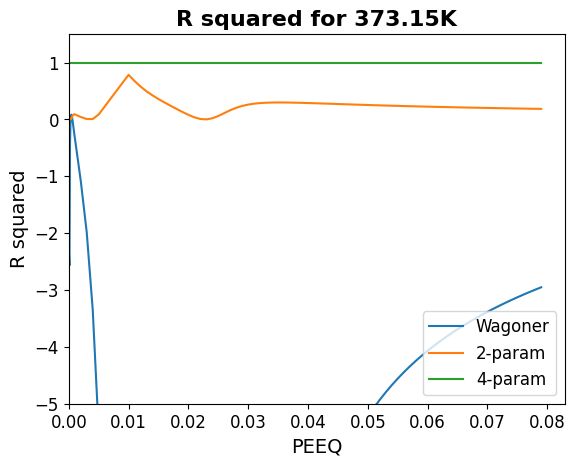 R squared for 373.15K
R squared
1
0
−1
−2
−3
−4
−5
0.00 0.01 0.02 0.03 0.04 0.05 0.06 0.07 0.08
PEEQ
Wagoner
2-param
4-param